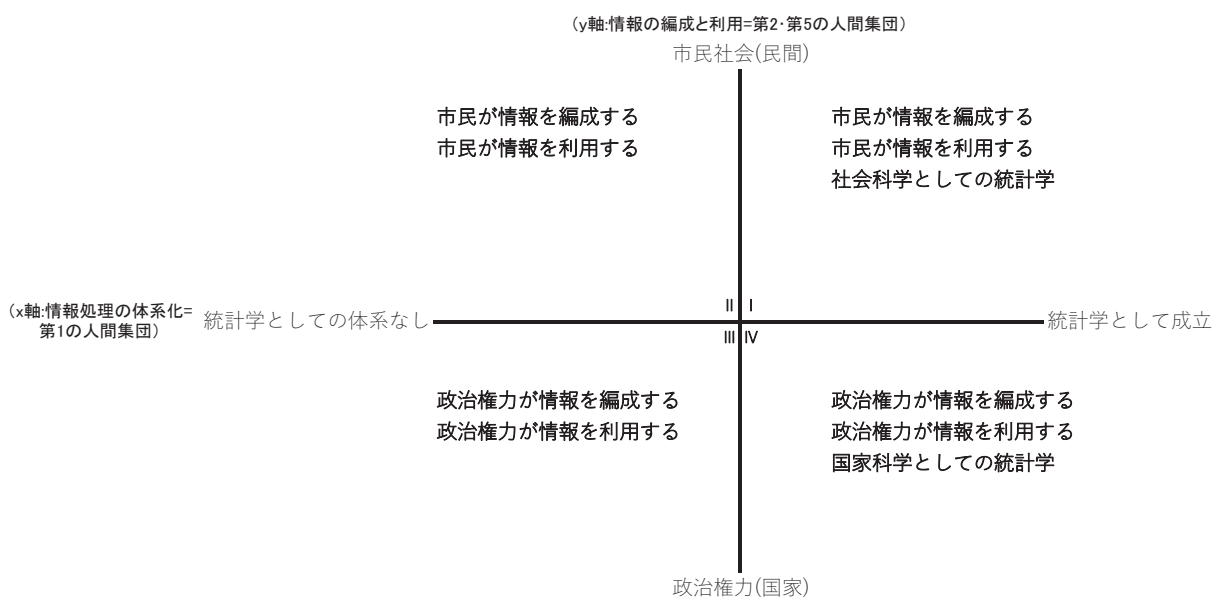 （y軸:情報の編成と利用=第2･第5の人間集団）
市民社会(民間)
市民が情報を編成する
市民が情報を利用する
市民が情報を編成する
市民が情報を利用する
社会科学としての統計学
II I
（x軸:情報処理の体系化=
第1の人間集団）
統計学としての体系なし
統計学として成立
III IV
政治権力が情報を編成する
政治権力が情報を利用する
政治権力が情報を編成する
政治権力が情報を利用する
国家科学としての統計学
政治権力(国家)